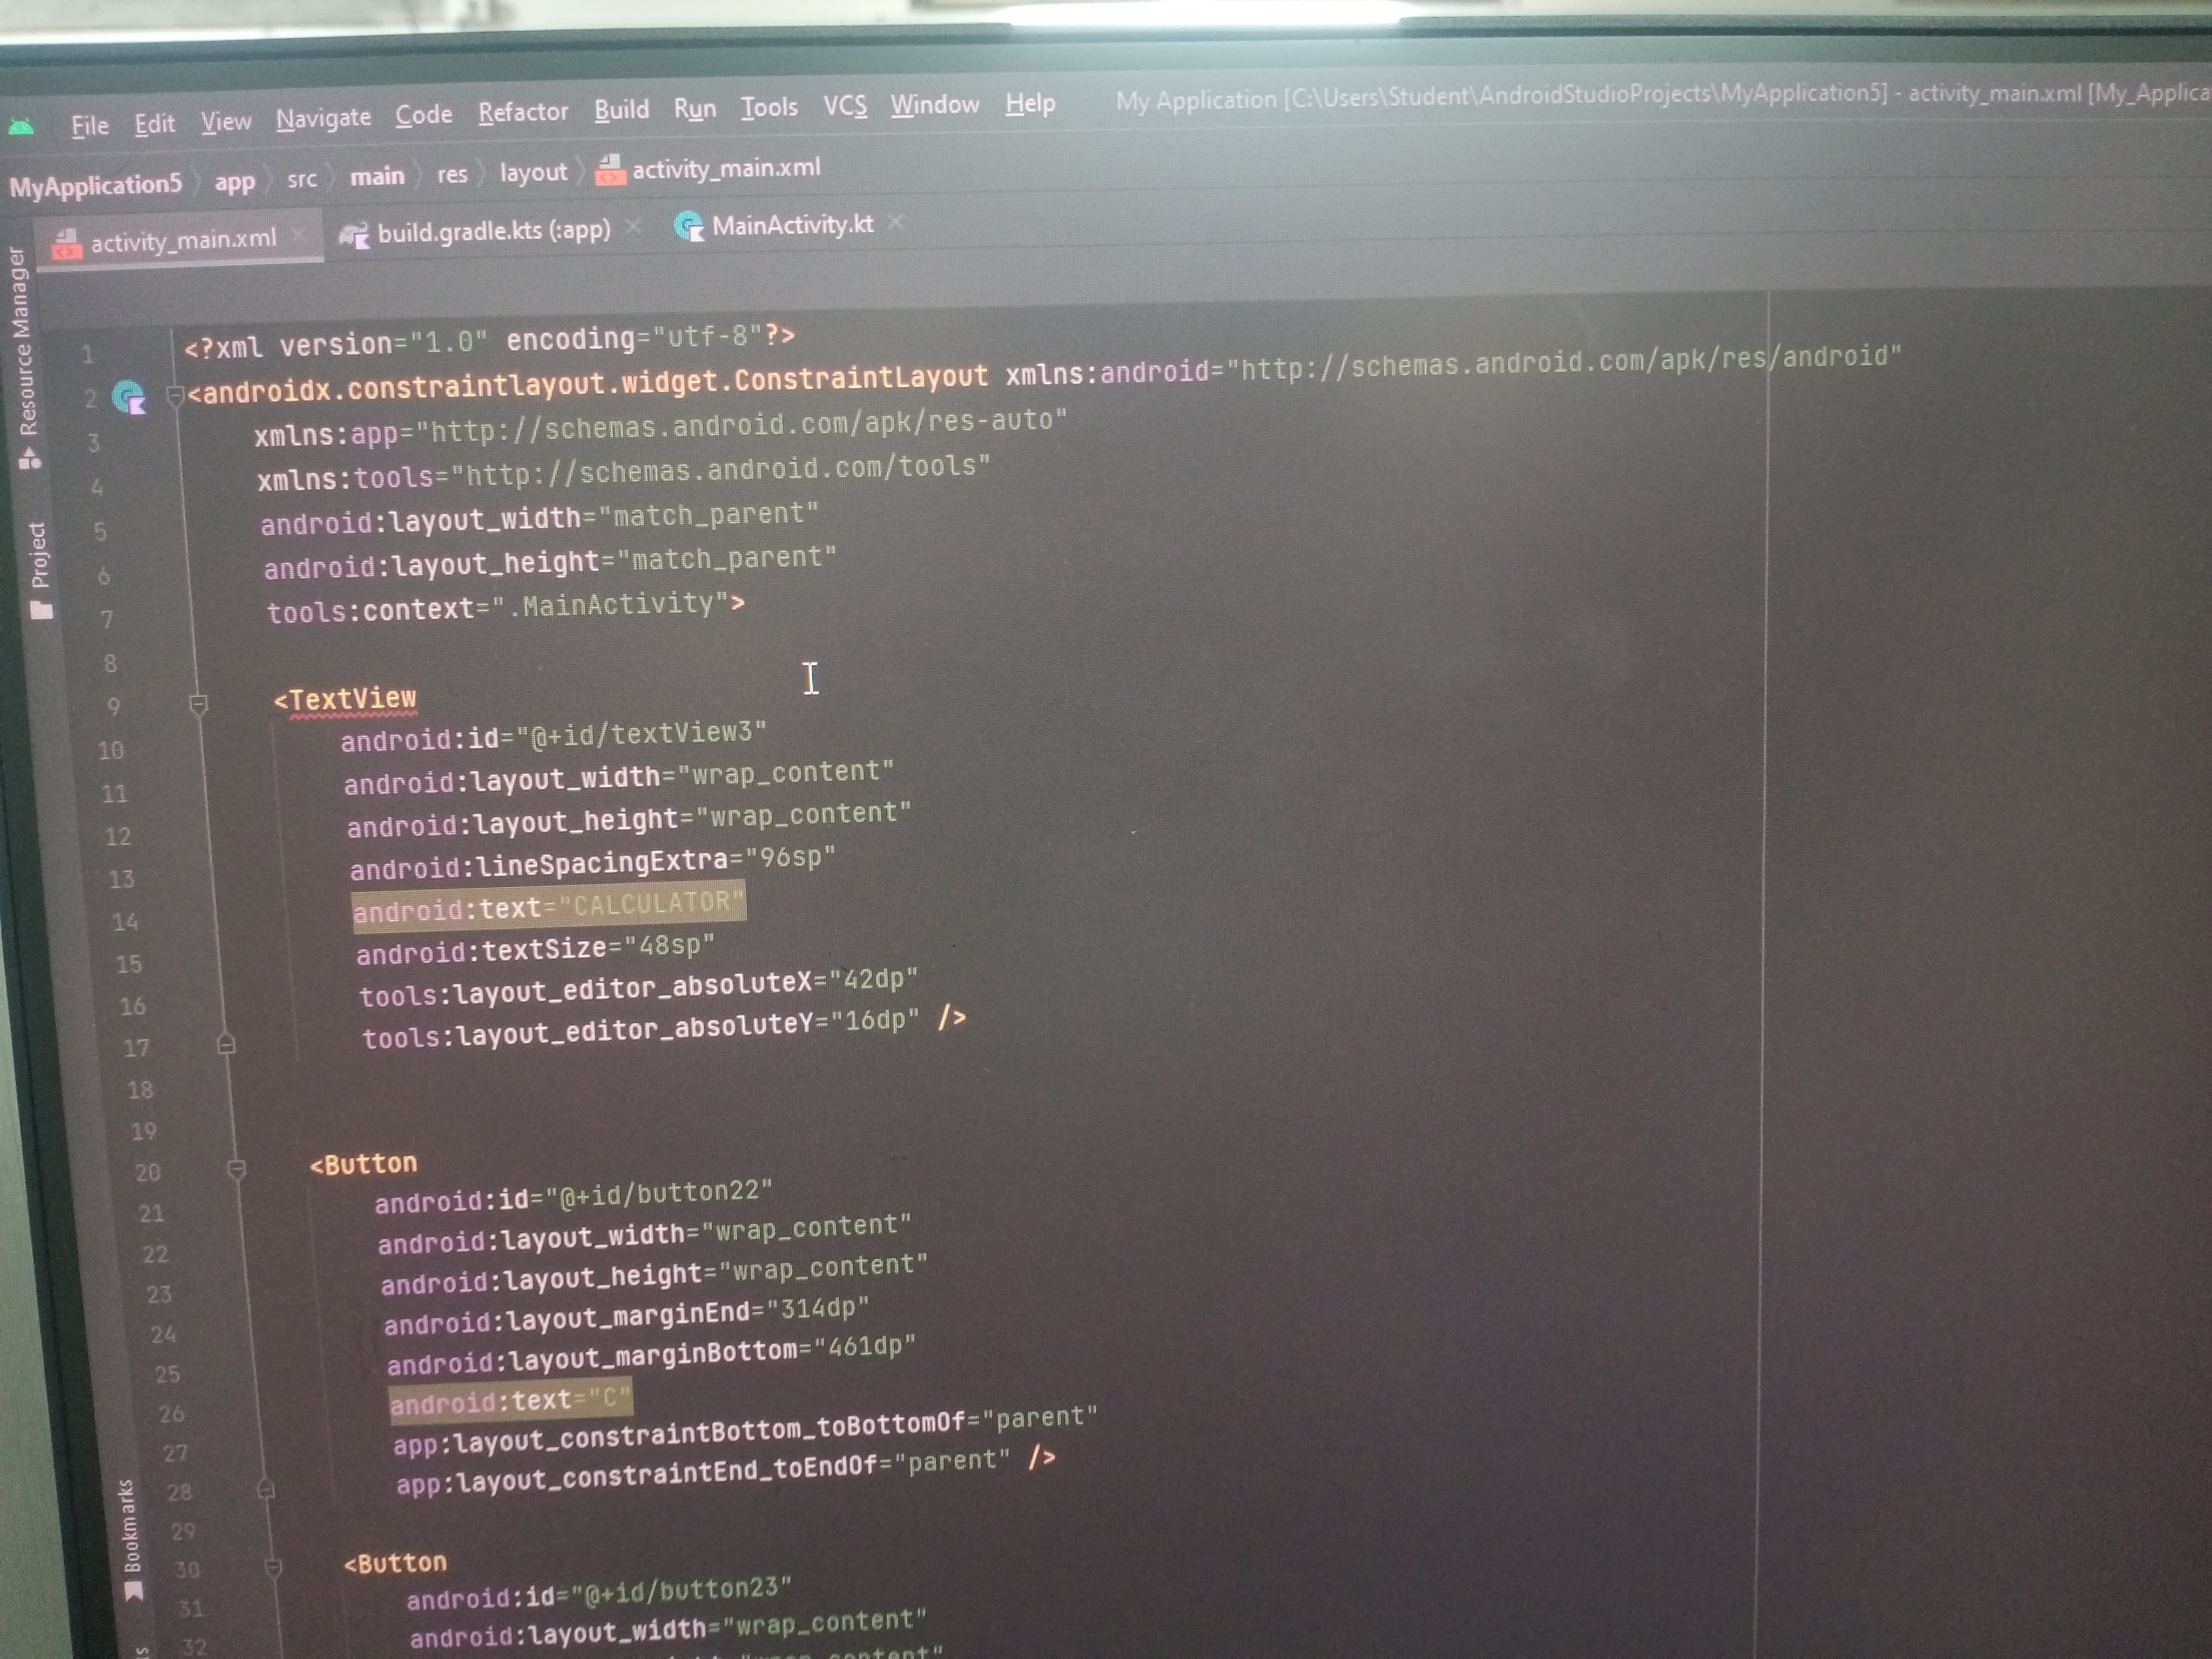 File Edit View Navigate Code Refactor Build Run Tools VCS Window Help My Application [C:\Users\Student\AndroidStudioProjects\MyApplication5] - activity_main.xml [My_Applica
MyApplication5 app src main res layout activity_main.xml
activity_main.xml build.gradle.kts (:app) MainActivity.kt
Resource Manager
Project
Bookmarks
1 <?xml version="1.0" encoding="utf-8"?>
2 <androidx.constraintlayout.widget.ConstraintLayout xmlns:android="http://schemas.android.com/apk/res/android"
3 xmlns:app="http://schemas.android.com/apk/res-auto"
4 xmlns:tools="http://schemas.android.com/tools"
5 android:layout_width="match_parent"
6 android:layout_height="match_parent"
7 tools:context=".MainActivity">
8
9 <TextView
10 android:id="@+id/textView3"
11 android:layout_width="wrap_content"
12 android:layout_height="wrap_content"
13 android:lineSpacingExtra="96sp"
14 android:text="CALCULATOR"
15 android:textSize="48sp"
16 tools:layout_editor_absoluteX="42dp"
17 tools:layout_editor_absoluteY="16dp" />
18
19
20 <Button
21 android:id="@+id/button22"
22 android:layout_width="wrap_content"
23 android:layout_height="wrap_content"
24 android:layout_marginEnd="314dp"
25 android:layout_marginBottom="461dp"
26 android:text="C"
27 app:layout_constraintBottom_toBottomOf="parent"
28 app:layout_constraintEnd_toEndOf="parent" />
29
30 <Button
31 android:id="@+id/button23"
32 android:layout_width="wrap_content"